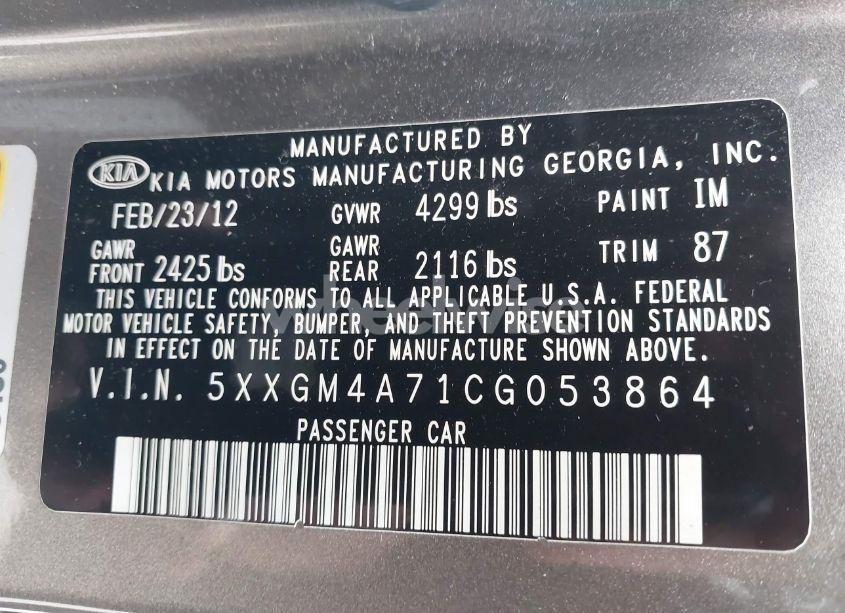 MANUFACTURED BY
KIA KIA MOTORS MANUFACTURING GEORGIA, INC.
FEB/23/12 GVWR 4299 lbs PAINT IM
GAWR FRONT 2425 lbs GAWR REAR 2116 lbs TRIM 87
THIS VEHICLE CONFORMS TO ALL APPLICABLE U.S.A. FEDERAL
MOTOR VEHICLE SAFETY, BUMPER, AND THEFT PREVENTION STANDARDS
IN EFFECT ON THE DATE OF MANUFACTURE SHOWN ABOVE.
V.I.N. 5XXGM4A71CG053864
PASSENGER CAR